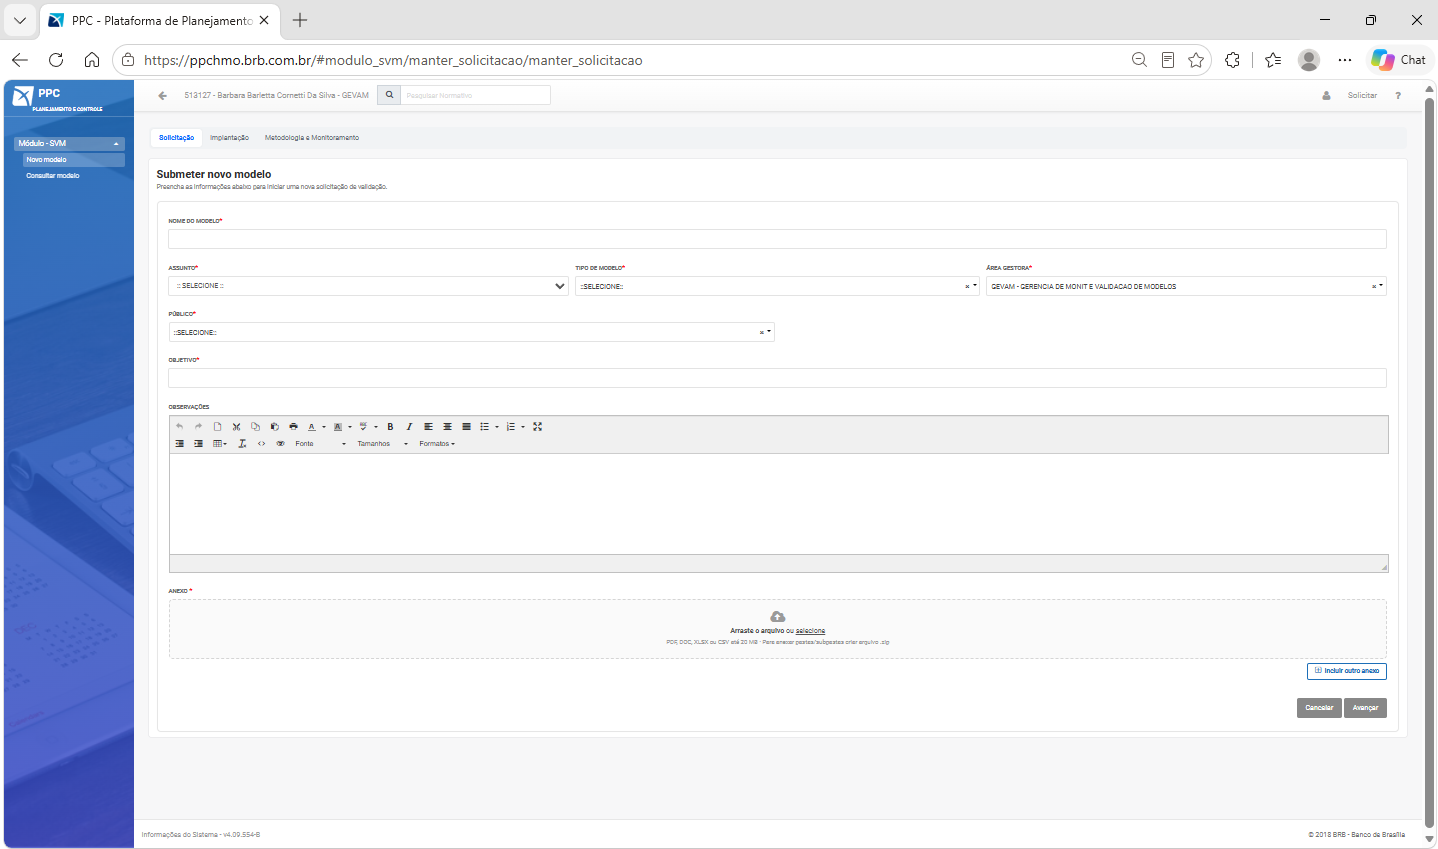 PPC - Plataforma de Planejamento
https://ppchmo.brb.com.br/#modulo_svm/manter_solicitacao/manter_solicitacao
Chat
PPC
PLANEJAMENTO E CONTROLE
513127 - Barbara Barletta Cornetti Da Silva - GEVAM
Pesquisar Normativo
Solicitar
?
Módulo - SVM
Novo modelo
Consultar modelo
Solicitação
Implantação
Metodologia e Monitoramento
Submeter novo modelo
Preencha as informações abaixo para iniciar uma nova solicitação de validação.
NOME DO MODELO*
ASSUNTO*
TIPO DE MODELO*
ÁREA GESTORA*
:: SELECIONE ::
::SELECIONE::
GEVAM - GERENCIA DE MONIT E VALIDACAO DE MODELOS
PÚBLICO*
::SELECIONE::
OBJETIVO*
OBSERVAÇÕES
Fonte
Tamanhos
Formatos
ANEXO *
Arraste o arquivo ou selecione
PDF, DOC, XLSX ou CSV até 20 MB - Para anexar pastas/subpastas criar arquivo .zip
Incluir outro anexo
Cancelar
Avançar
Informações do Sistema - v4.09.554-B
© 2018 BRB - Banco de Brasília